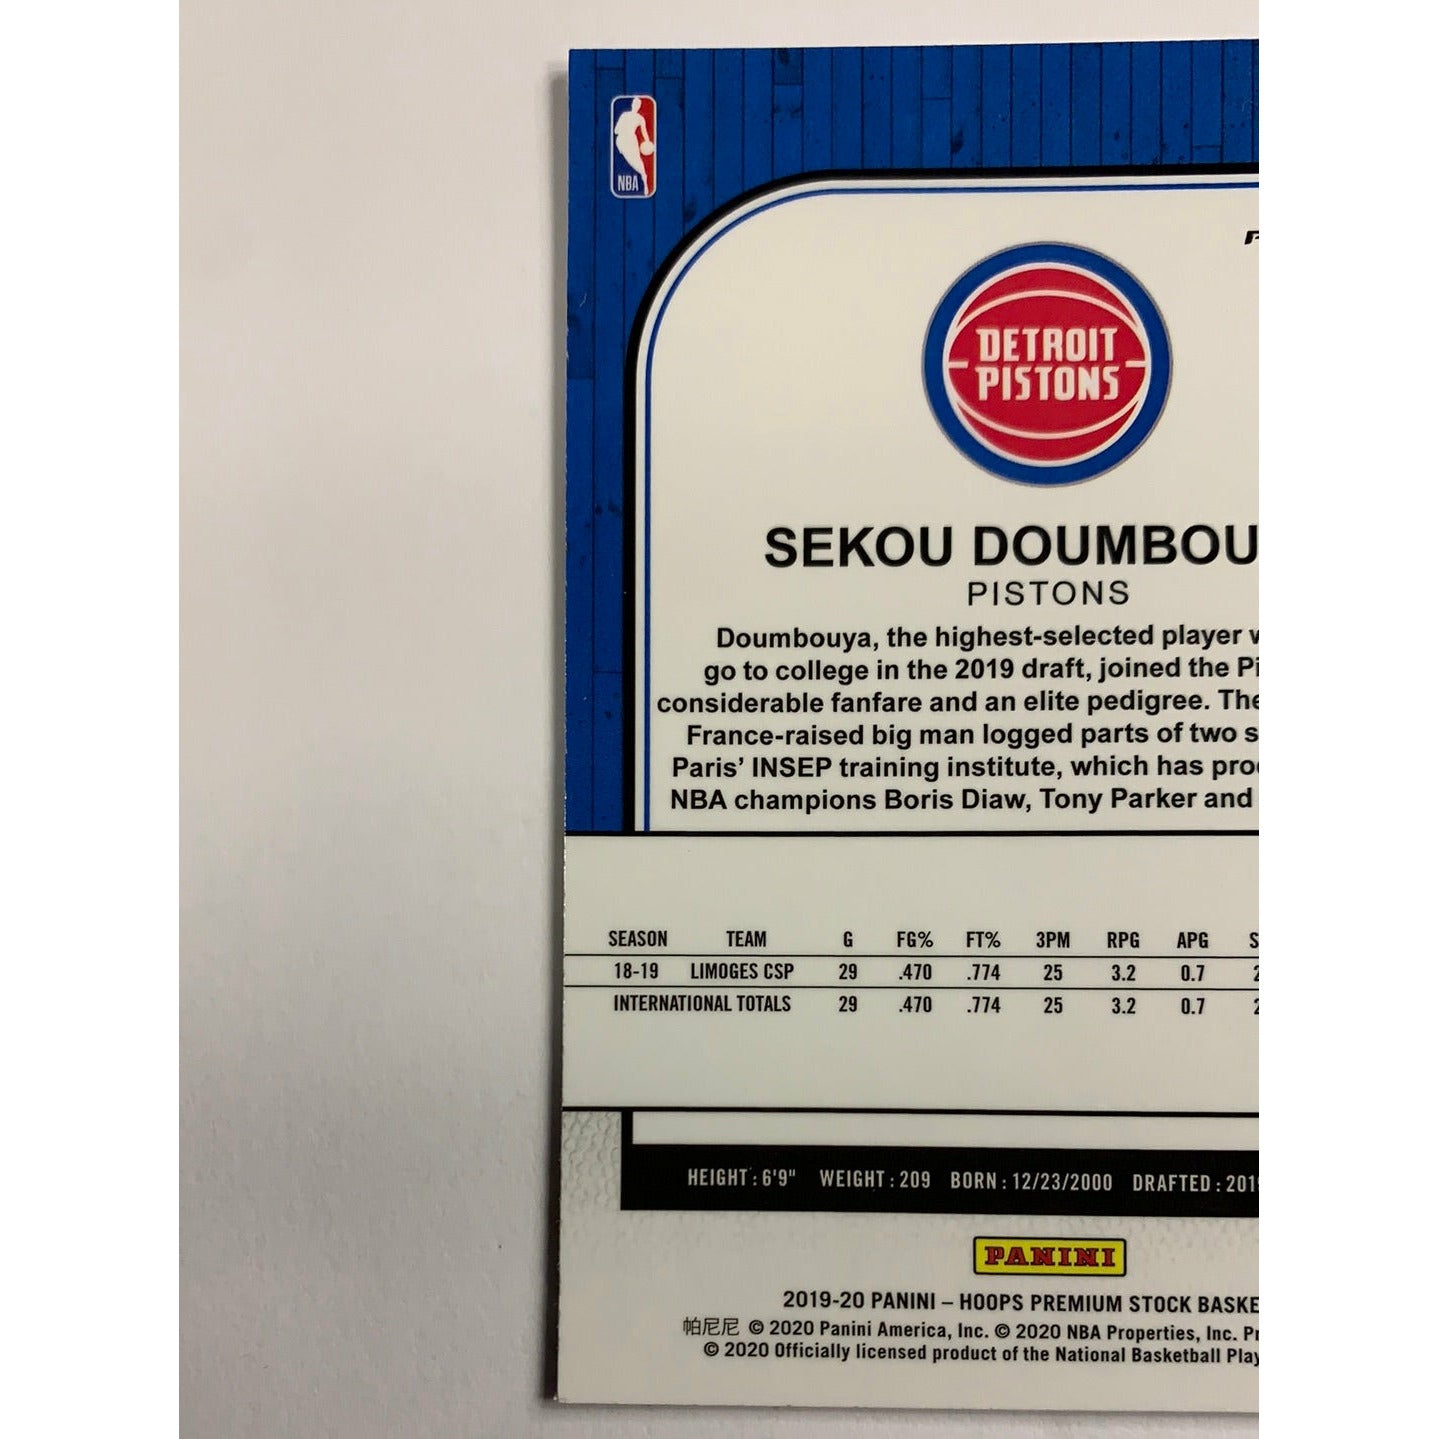 NBA
DETROIT
PISTONS
SEKOU DOUMBOU
PISTONS
Doumbouya, the highest-selected player
go to college in the 2019 draft, joined the Pi
considerable fanfare and an elite pedigree. The
France-raised big man logged parts of two s
Paris' INSEP training institute, which has pro
NBA champions Boris Diaw, Tony Parker and
SEASON TEAM G FG% FT% 3PM RPG APG S
18-19 LIMOGES CSP 29 .470 .774 25 3.2 0.7
INTERNATIONAL TOTALS 29 .470 .774 25 3.2 0.7
HEIGHT : 6'9" WEIGHT : 209 BORN : 12/23/2000 DRAFTED : 2019
PANINI
2019-20 PANINI – HOOPS PREMIUM STOCK BASKE
帕尼尼 © 2020 Panini America, Inc. © 2020 NBA Properties, Inc. Pr
© 2020 Officially licensed product of the National Basketball Play